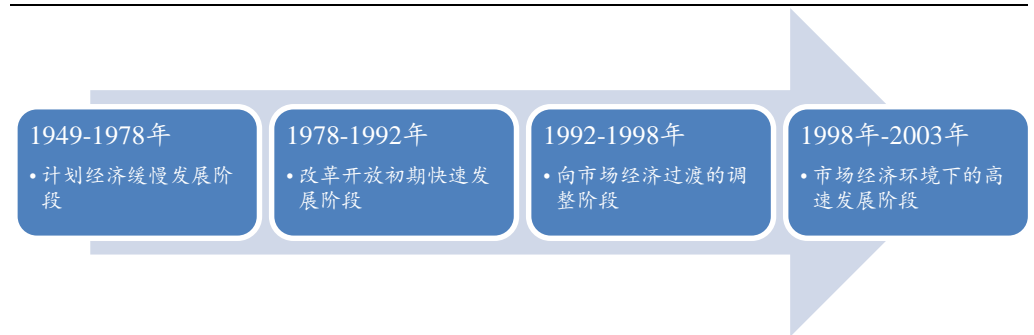 1949-1978年
• 计划经济缓慢发展阶
段
1978-1992年
• 改革开放初期快速发
展阶段
1992-1998年
• 向市场经济过渡的调
整阶段
1998年-2003年
• 市场经济环境下的高
速发展阶段